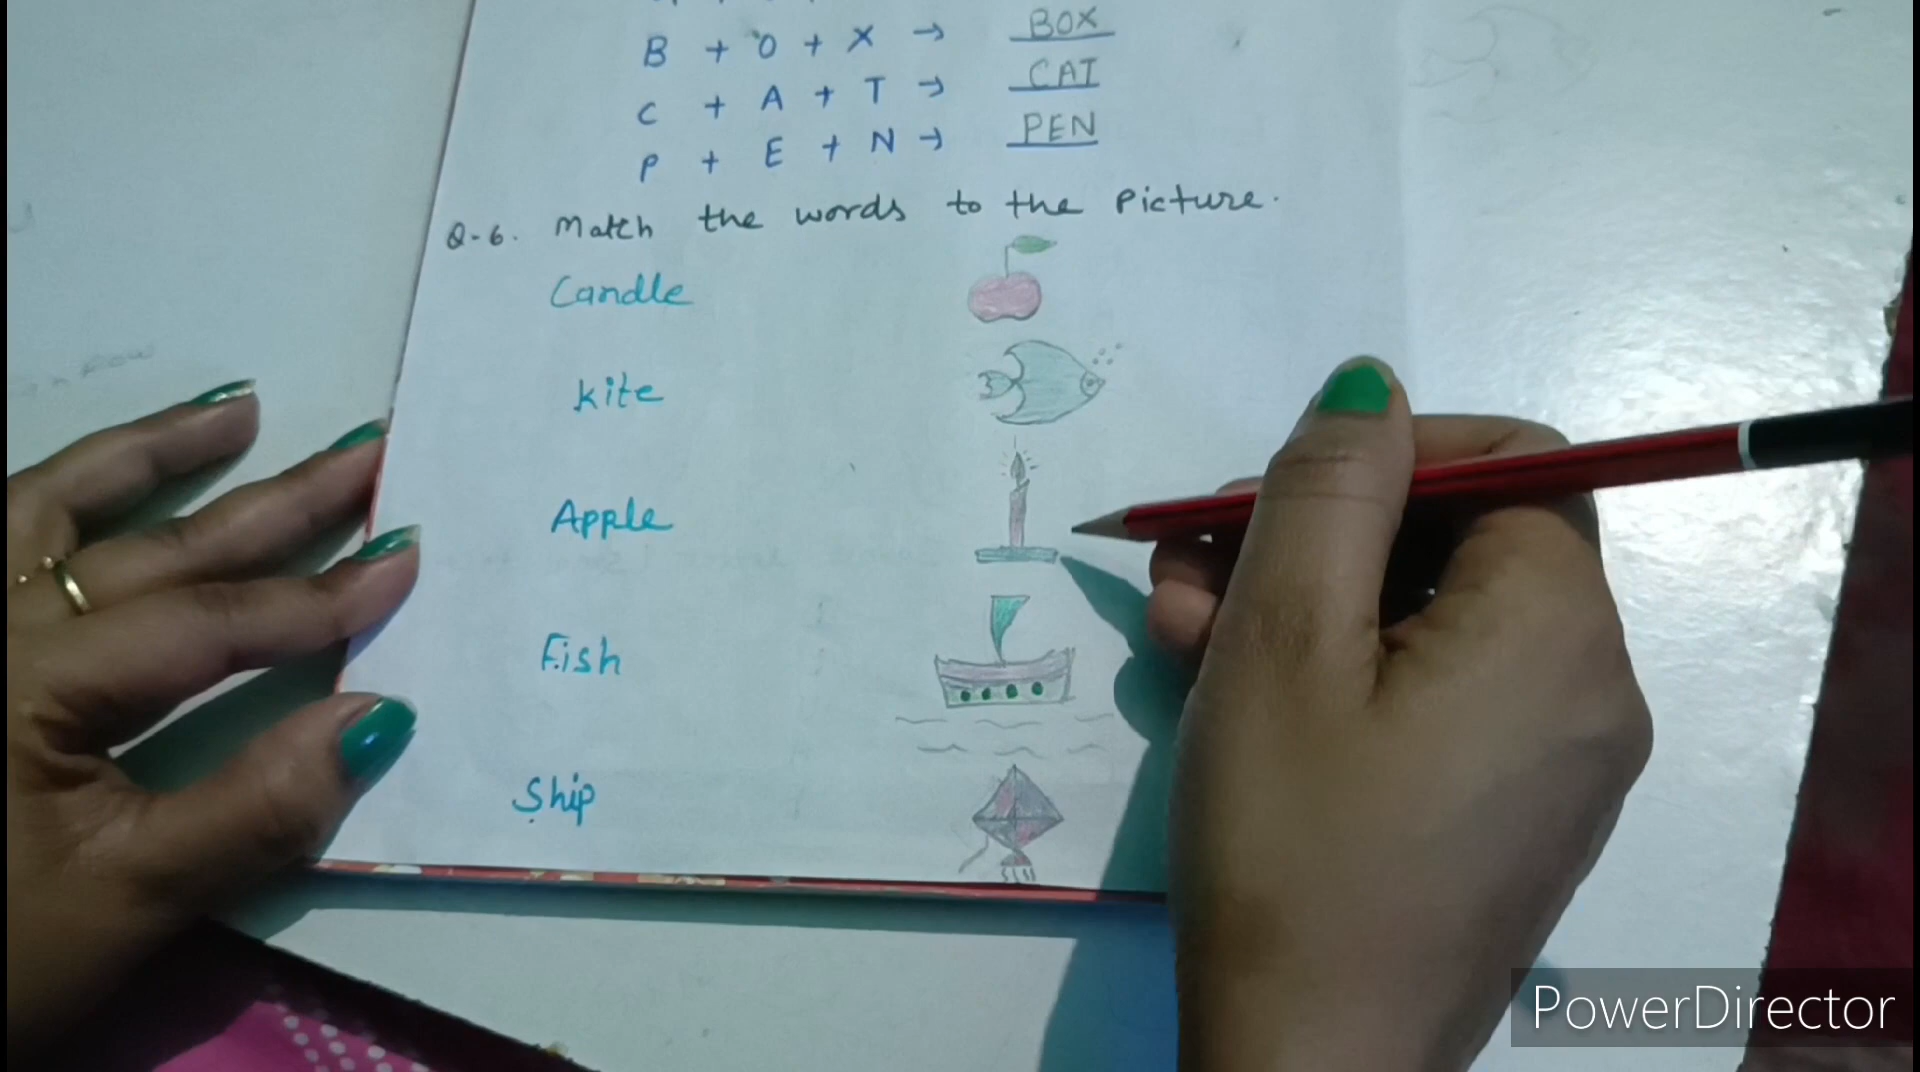 B + O + X → BOX
C + A + T → CAT
P + E + N → PEN
Q-6. Match the words to the Picture.
Candle
Kite
Apple
Fish
Ship
PowerDirector